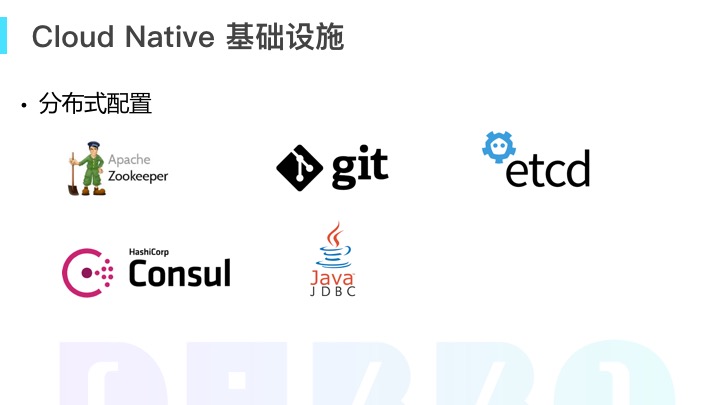 Cloud Native 基础设施
• 分布式配置
Apache
Zookeeper
git
etcd
HashiCorp
Consul
Java
JDBC
DUBBO